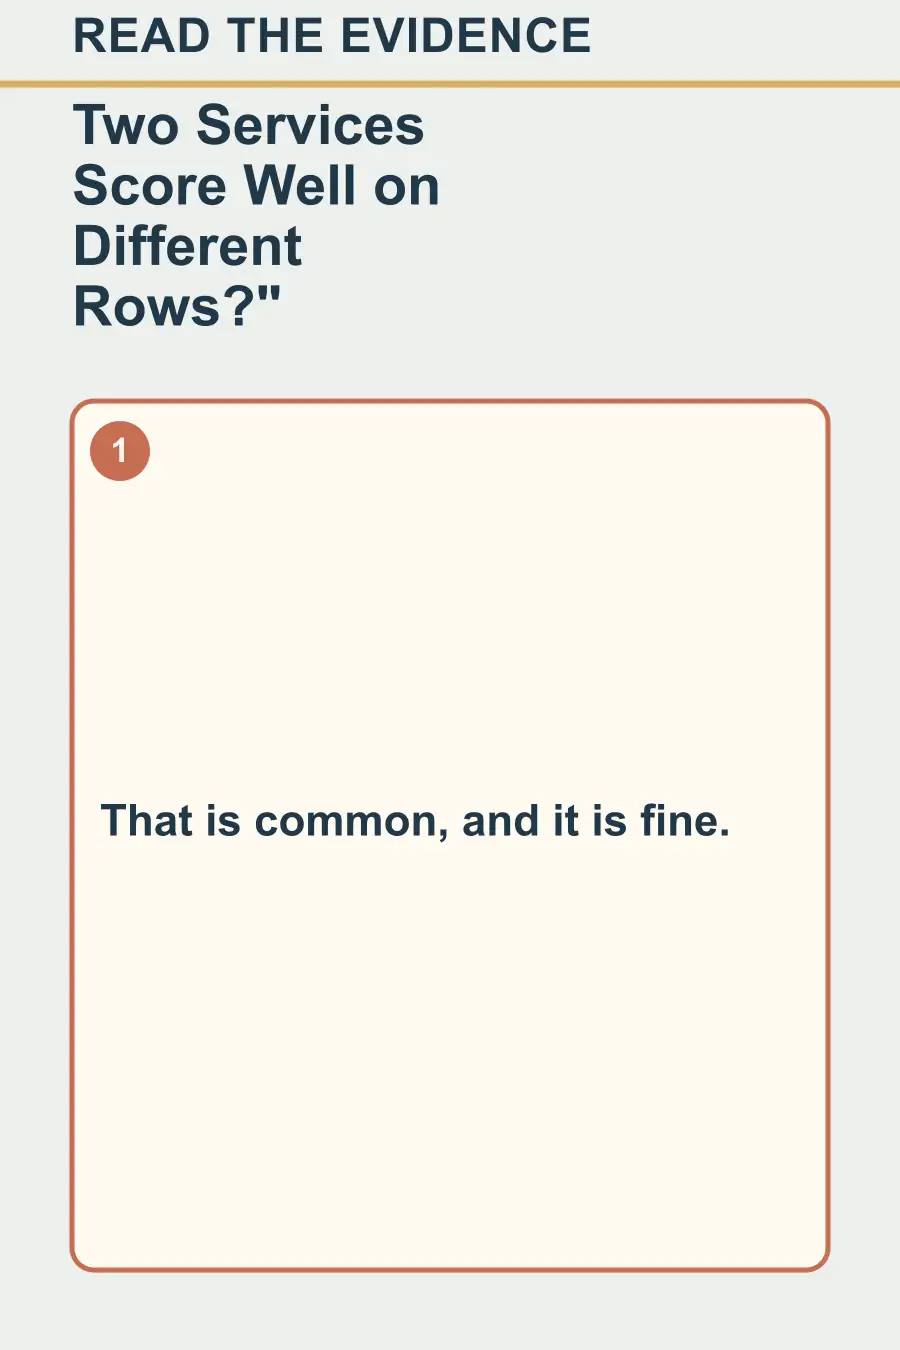 READ THE EVIDENCE
Two Services
Score Well on
Different
Rows?"
1
That is common, and it is fine.